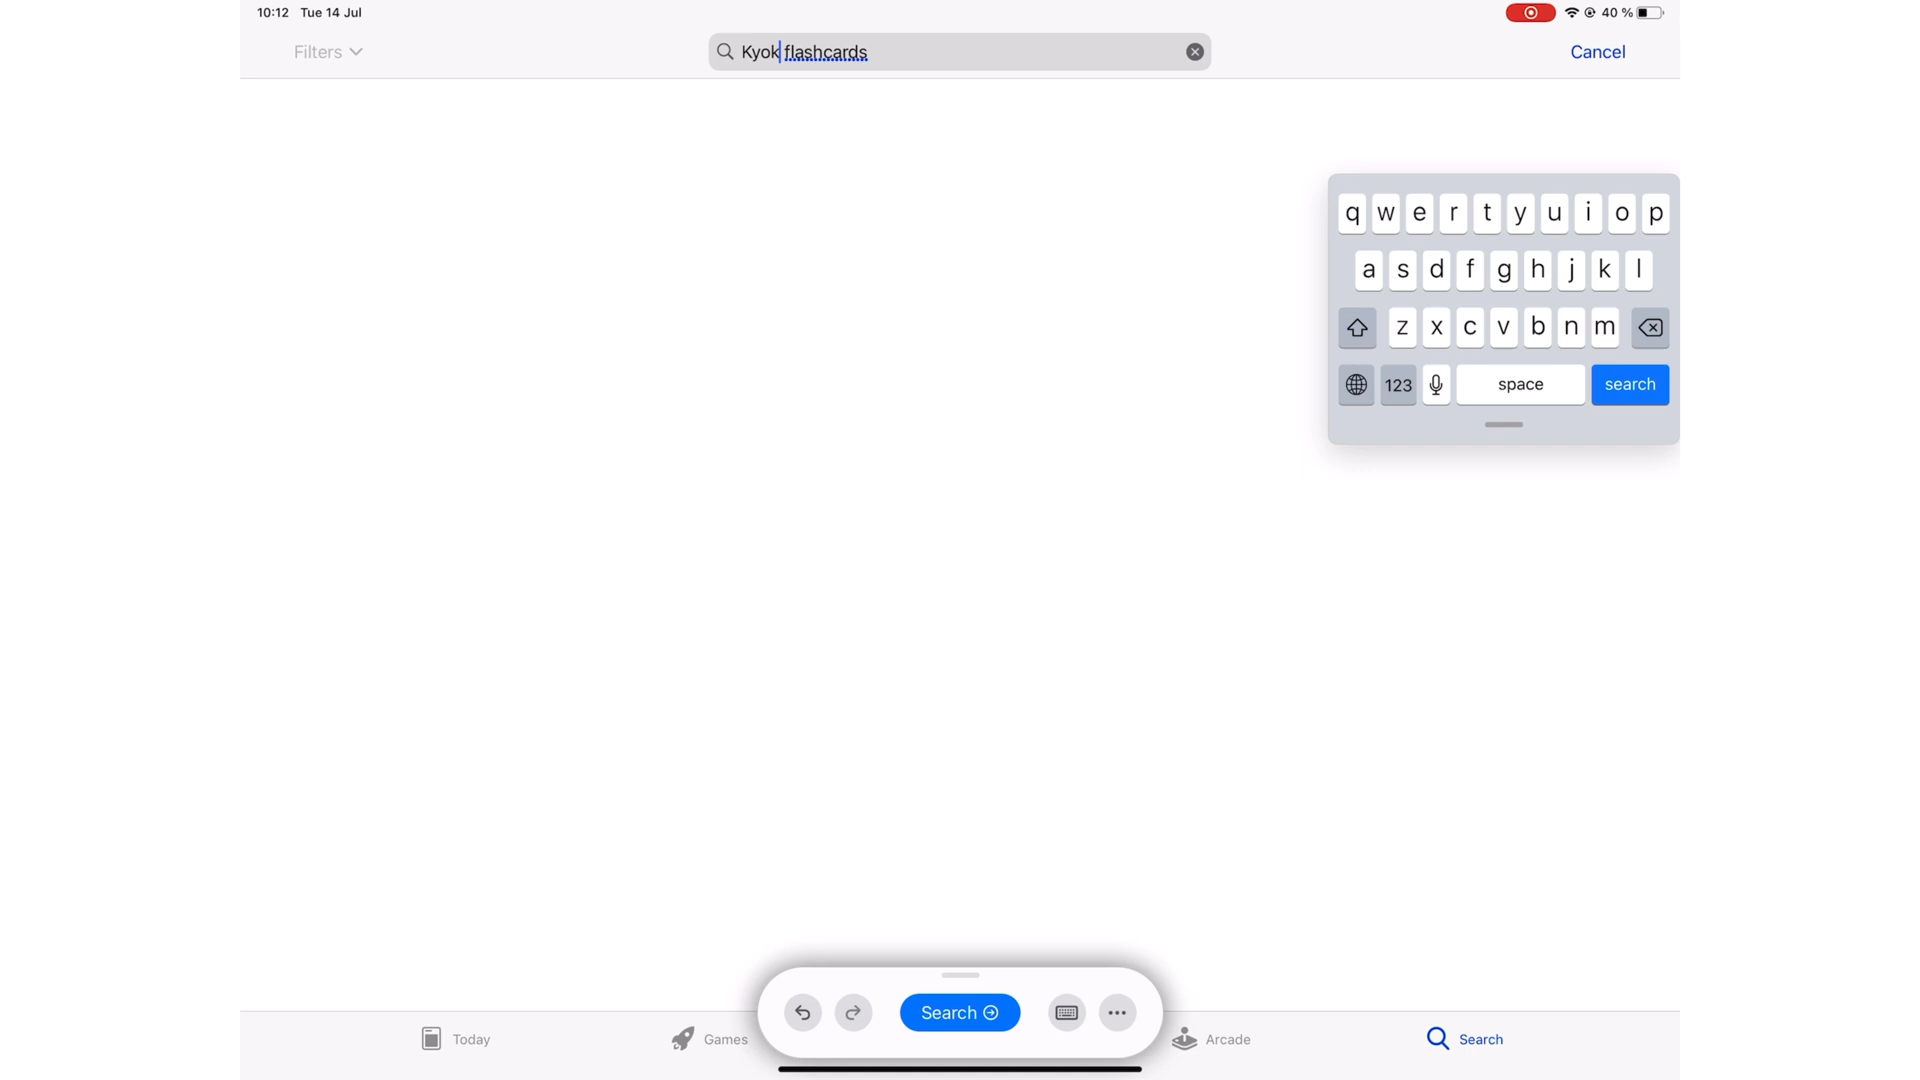 10:12 Tue 14 Jul
40 %
Filters
Kyok flashcards
Cancel
q w e r t y u i o p
a s d f g h j k l
z x c v b n m
123 space search
Search
Today
Games
Arcade
Search